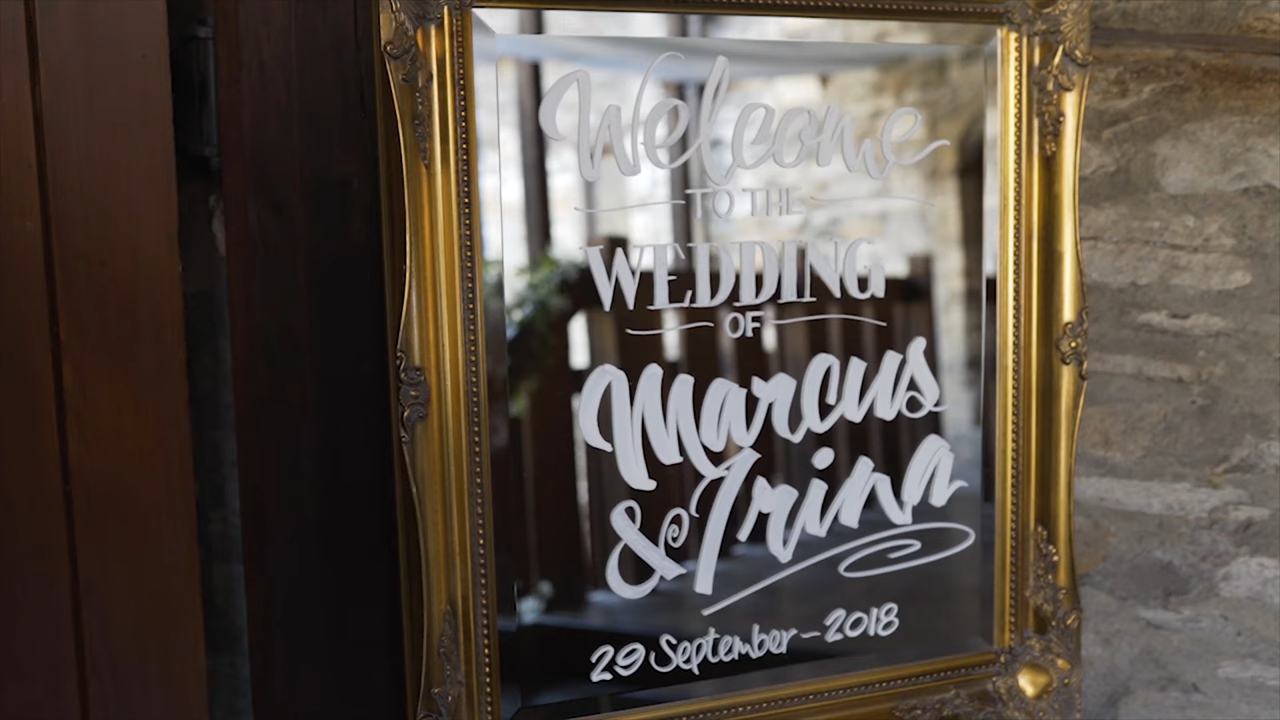 Welcome
TO THE
WEDDING
OF
Marcus
& Irina
29 September - 2018